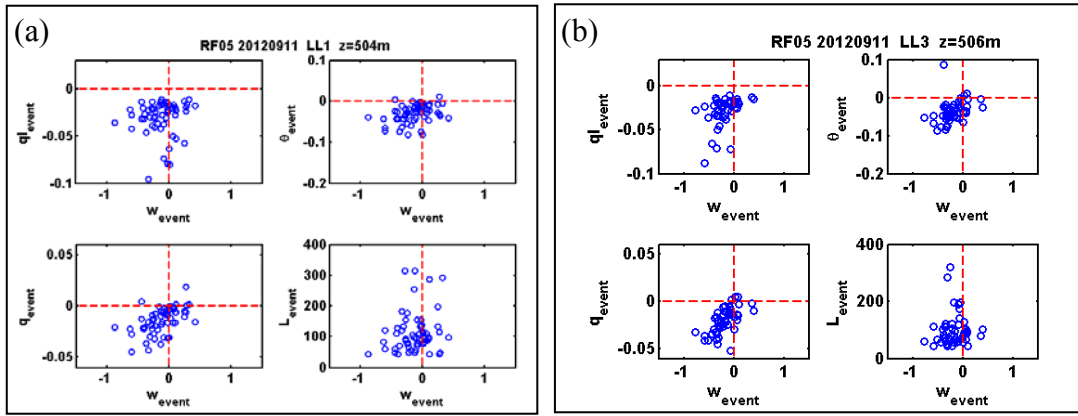 (a)
RF05 20120911 LL1 z=504m
0
-0.05
-0.1
ql_event
-1 0 1
w_event
0.1
0
-0.1
-0.2
θ_event
-1 0 1
w_event
0.05
0
-0.05
q_event
-1 0 1
w_event
400
300
200
100
0
L_event
-1 0 1
w_event
(b)
RF05 20120911 LL3 z=506m
0
-0.05
-0.1
ql_event
-1 0 1
w_event
0.1
0
-0.1
-0.2
θ_event
-1 0 1
w_event
0.05
0
-0.05
q_event
-1 0 1
w_event
400
200
0
L_event
-1 0 1
w_event